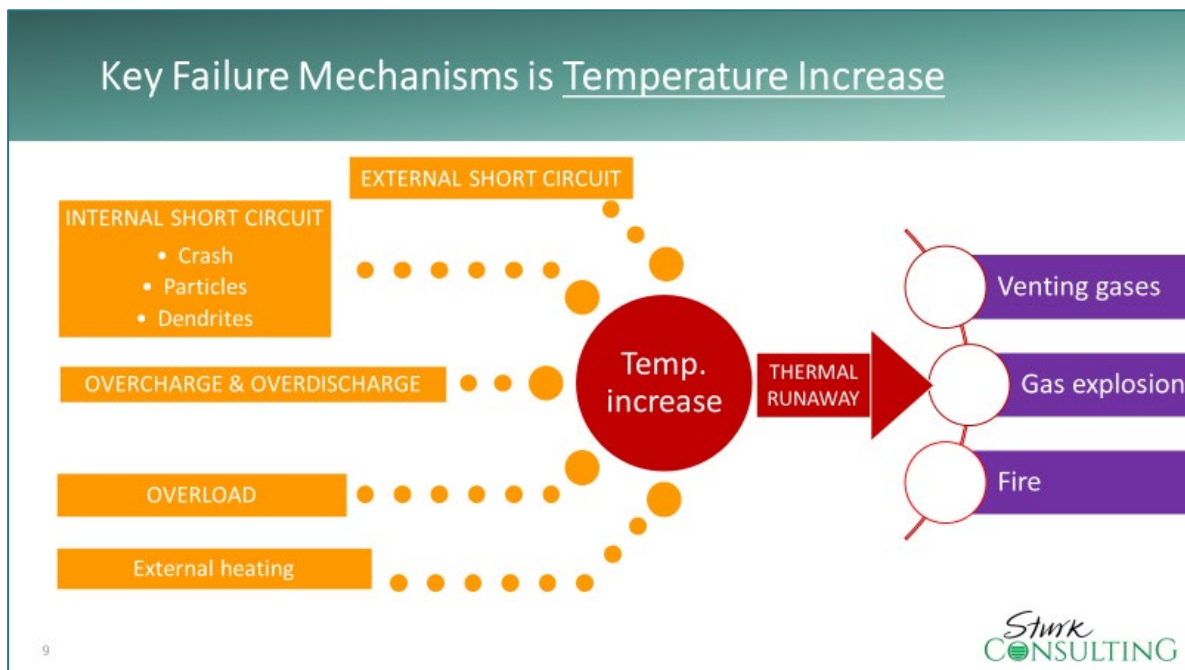 Key Failure Mechanisms is Temperature Increase
EXTERNAL SHORT CIRCUIT
INTERNAL SHORT CIRCUIT
• Crash
• Particles
• Dendrites
OVERCHARGE & OVERDISCHARGE
OVERLOAD
External heating
Temp.
increase
THERMAL
RUNAWAY
Venting gases
Gas explosion
Fire
9
Sturk
CONSULTING